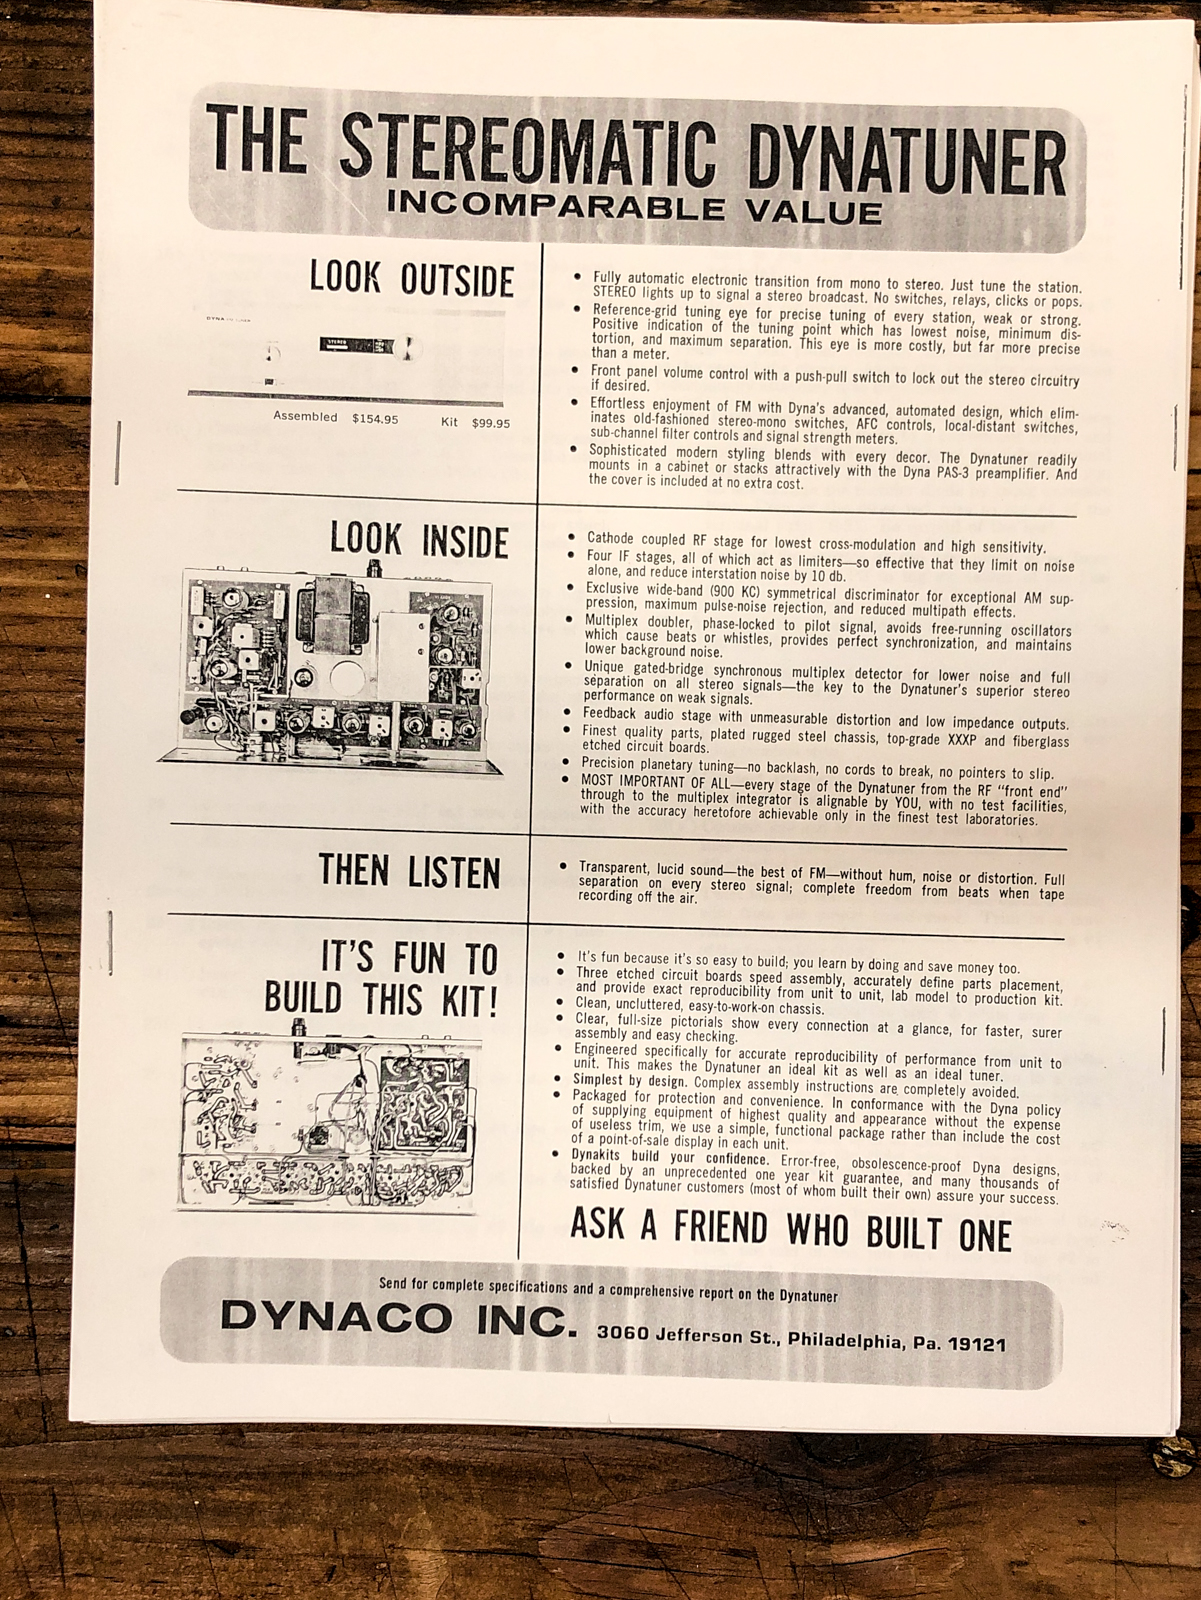 THE STEREOMATIC DYNATUNER
INCOMPARABLE VALUE
LOOK OUTSIDE
STEREO
Assembled $154.95 Kit $99.95
• Fully automatic electronic transition from mono to stereo. Just tune the station.
STEREO lights up to signal a stereo broadcast. No switches, relays, clicks or pops.
• Reference-grid tuning eye for precise tuning of every station, weak or strong.
Positive indication of the tuning point which has lowest noise, minimum dis-
tortion, and maximum separation. This eye is more costly, but far more precise
than a meter.
• Front panel volume control with a push-pull switch to lock out the stereo circuitry
if desired.
• Effortless enjoyment of FM with Dyna's advanced, automated design, which elim-
inates old-fashioned stereo-mono switches, AFC controls, local-distant switches,
sub-channel filter controls and signal strength meters.
• Sophisticated modern styling blends with every decor. The Dynatuner readily
mounts in a cabinet or stacks attractively with the Dyna PAS-3 preamplifier. And
the cover is included at no extra cost.
LOOK INSIDE
• Cathode coupled RF stage for lowest cross-modulation and high sensitivity.
• Four IF stages, all of which act as limiters—so effective that they limit on noise
alone, and reduce interstation noise by 10 db.
• Exclusive wide-band (900 KC) symmetrical discriminator for exceptional AM sup-
pression, maximum pulse-noise rejection, and reduced multipath effects.
• Multiplex doubler, phase-locked to pilot signal, avoids free-running oscillators
which cause beats or whistles, provides perfect synchronization, and maintains
lower background noise.
• Unique gated-bridge synchronous multiplex detector for lower noise and full
separation on all stereo signals—the key to the Dynatuner's superior stereo
performance on weak signals.
• Feedback audio stage with unmeasurable distortion and low impedance outputs.
• Finest quality parts, plated rugged steel chassis, top-grade XXXP and fiberglass
etched circuit boards.
• Precision planetary tuning—no backlash, no cords to break, no pointers to slip.
• MOST IMPORTANT OF ALL—every stage of the Dynatuner from the RF "front end"
through to the multiplex integrator is alignable by YOU, with no test facilities,
with the accuracy heretofore achievable only in the finest test laboratories.
THEN LISTEN
• Transparent, lucid sound—the best of FM—without hum, noise or distortion. Full
separation on every stereo signal; complete freedom from beats when tape
recording off the air.
IT'S FUN TO
BUILD THIS KIT!
• It's fun because it's so easy to build; you learn by doing and save money too.
• Three etched circuit boards speed assembly, accurately define parts placement,
and provide exact reproducibility from unit to unit, lab model to production kit.
• Clean, uncluttered, easy-to-work-on chassis.
• Clear, full-size pictorials show every connection at a glance, for faster, surer
assembly and easy checking.
• Engineered specifically for accurate reproducibility of performance from unit to
unit. This makes the Dynatuner an ideal kit as well as an ideal tuner.
• Simplest by design. Complex assembly instructions are completely avoided.
• Packaged for protection and convenience. In conformance with the Dyna policy
of supplying equipment of highest quality and appearance without the expense
of useless trim, we use a simple, functional package rather than include the cost
of a point-of-sale display in each unit.
• Dynakits build your confidence. Error-free, obsolescence-proof Dyna designs,
backed by an unprecedented one year kit guarantee, and many thousands of
satisfied Dynatuner customers (most of whom built their own) assure your success.
ASK A FRIEND WHO BUILT ONE
Send for complete specifications and a comprehensive report on the Dynatuner
DYNACO INC. 3060 Jefferson St., Philadelphia, Pa. 19121